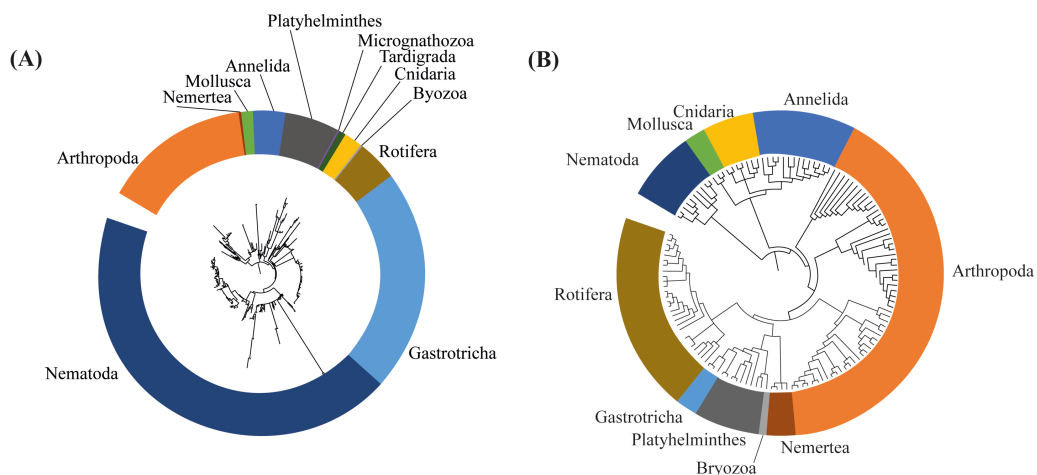 (A)
Platyhelminthes
Micrognathozoa
Tardigrada
Cnidaria
Byozoa
Annelida
Mollusca
Nemertea
Rotifera
Arthropoda
Gastrotricha
Nematoda
(B)
Annelida
Cnidaria
Mollusca
Nematoda
Arthropoda
Rotifera
Gastrotricha
Platyhelminthes
Nemertea
Bryozoa